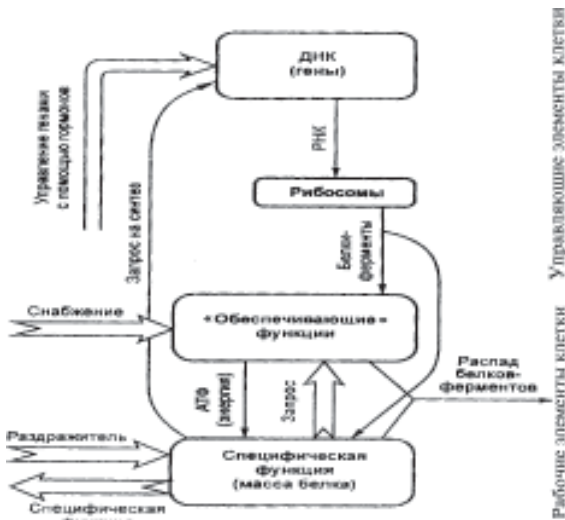 ДНК
(гены)
Управление генами
с помощью гормонов
Запрос на синтез
РНК
Рибосомы
Белки-
ферменты
Снабжение
«Обеспечивающие»
функции
АТФ
(энергия)
Запрос
Распад
белков-
ферментов
Раздражитель
Специфическая
функция
(масса белка)
Специфическая
Управляющие элементы клетки
Рабочие элементы клетки